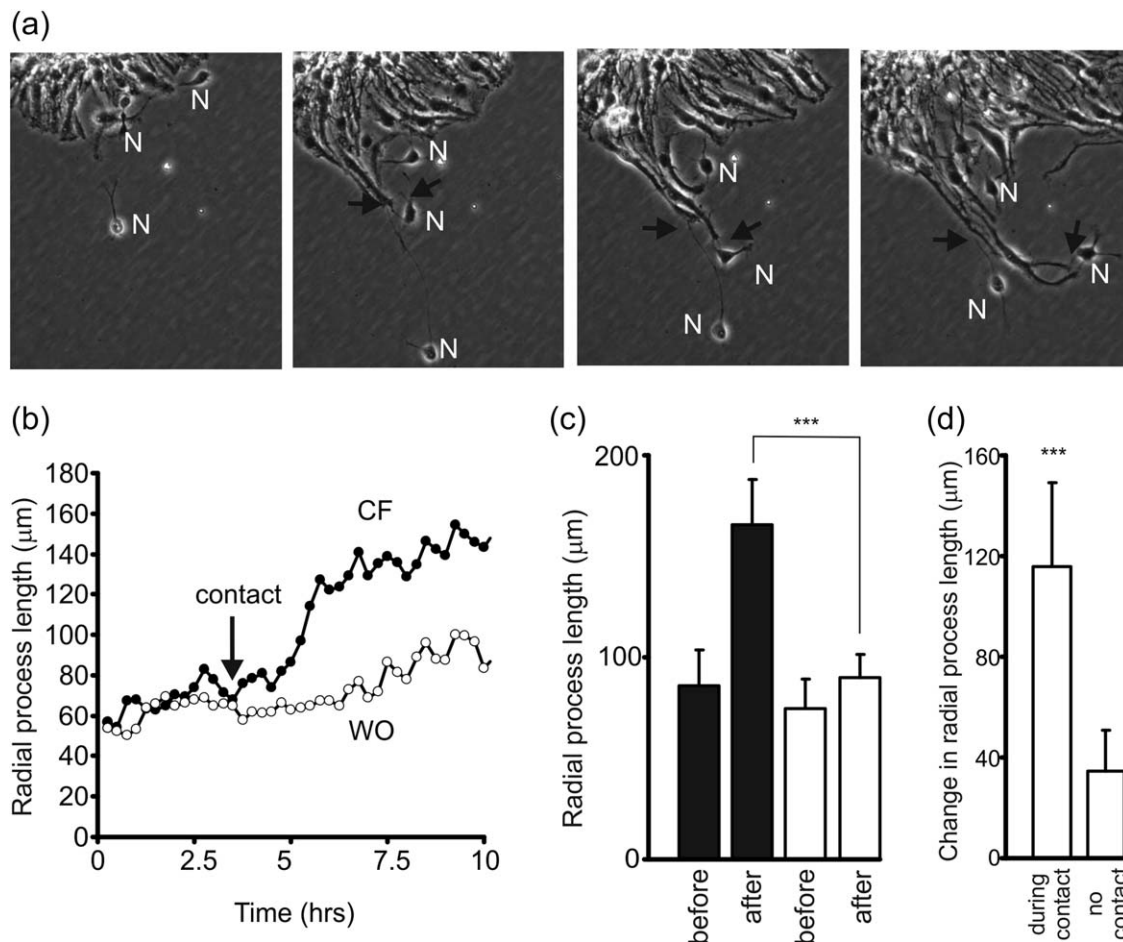 (a)
N
N
N
N
N
N
N
N
N
N
N
(b)
Radial process length (μm)
180
160
140
120
100
80
60
40
20
0
0
2.5
5
7.5
10
Time (hrs)
CF
contact
WO
(c)
Radial process length (μm)
200
100
0
***
before
after
before
after
(d)
Change in radial process length (μm)
160
120
80
40
0
***
during
contact
no
contact